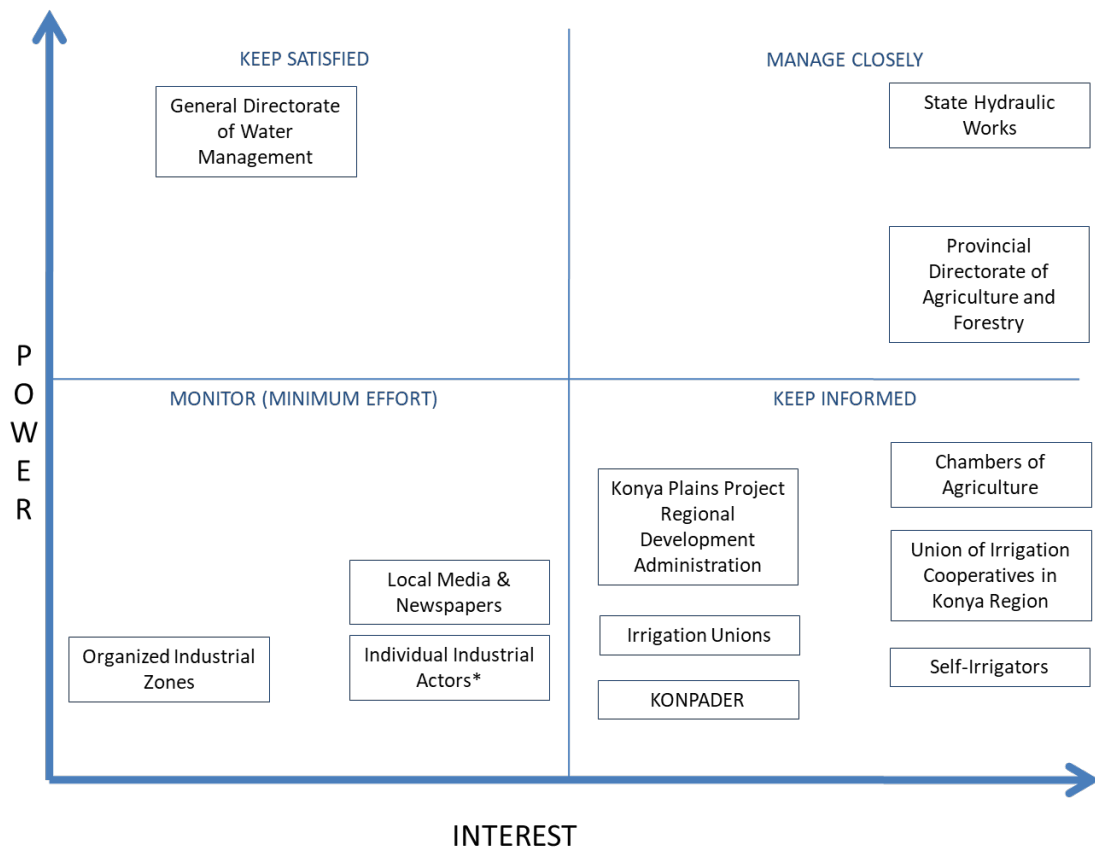 KEEP SATISFIED
General Directorate
of Water
Management
MANAGE CLOSELY
State Hydraulic
Works
Provincial
Directorate of
Agriculture and
Forestry
POWER
MONITOR (MINIMUM EFFORT)
Local Media &
Newspapers
Organized Industrial
Zones
Individual Industrial
Actors*
KEEP INFORMED
Konya Plains Project
Regional
Development
Administration
Irrigation Unions
KONPADER
Chambers of
Agriculture
Union of Irrigation
Cooperatives in
Konya Region
Self-Irrigators
INTEREST